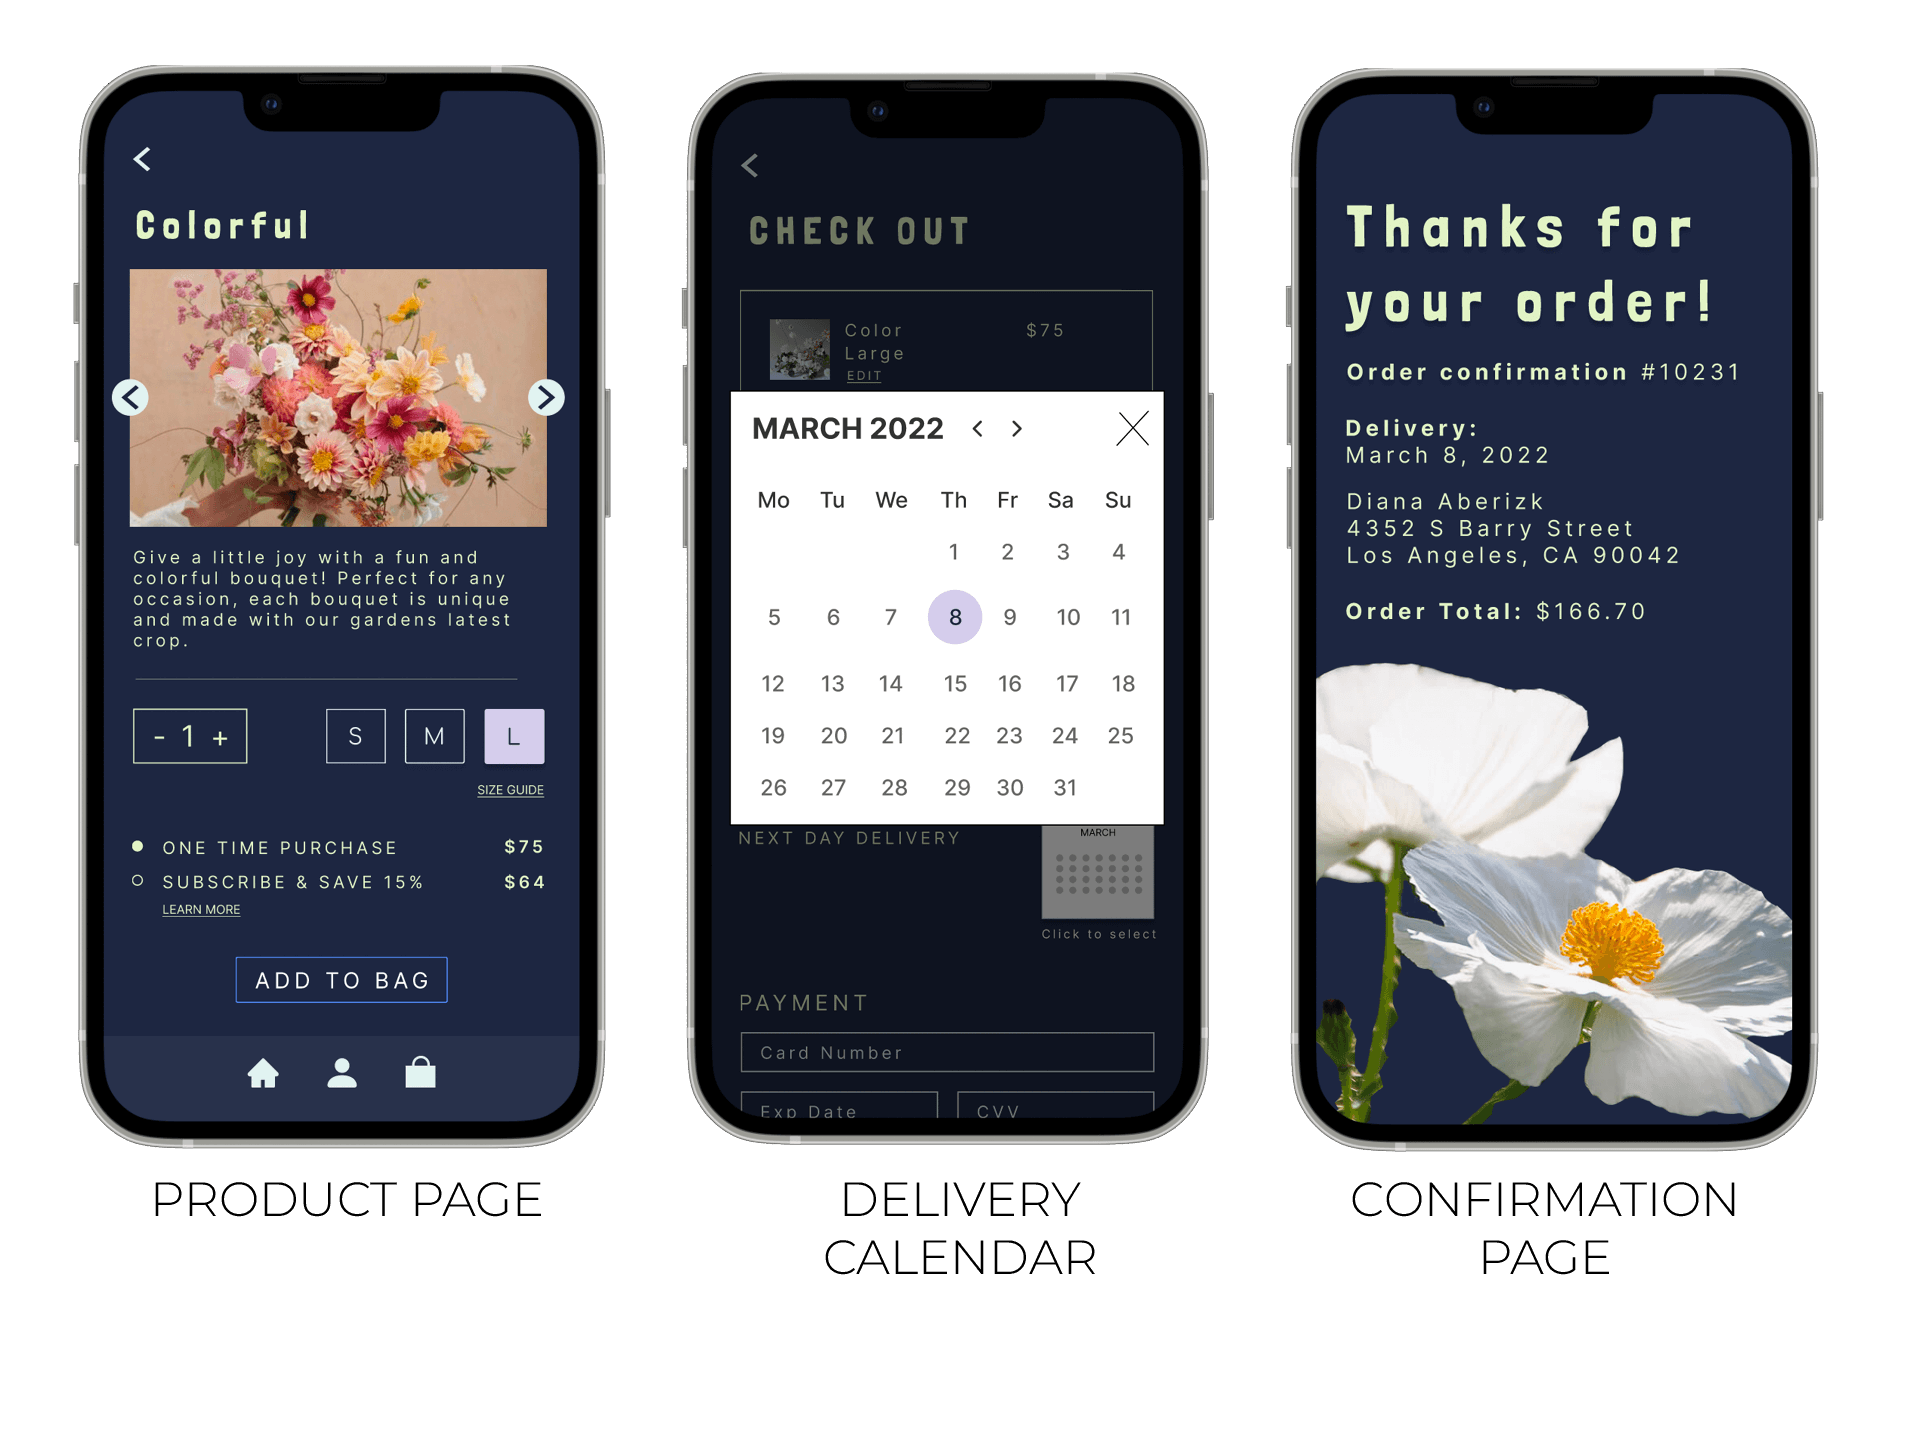 Colorful
Give a little joy with a fun and
colorful bouquet! Perfect for any
occasion, each bouquet is unique
and made with our gardens latest
crop.
- 1 +
S M L
SIZE GUIDE
ONE TIME PURCHASE $75
SUBSCRIBE & SAVE 15% $64
LEARN MORE
ADD TO BAG
PRODUCT PAGE
CHECK OUT
Color $75
Large
EDIT
MARCH 2022
Mo Tu We Th Fr Sa Su
1 2 3 4
5 6 7 8 9 10 11
12 13 14 15 16 17 18
19 20 21 22 23 24 25
26 27 28 29 30 31
NEXT DAY DELIVERY
MARCH
Click to select
PAYMENT
Card Number
Exp Date CVV
DELIVERY
CALENDAR
Thanks for
your order!
Order confirmation #10231
Delivery:
March 8, 2022
Diana Aberizk
4352 S Barry Street
Los Angeles, CA 90042
Order Total: $166.70
CONFIRMATION
PAGE